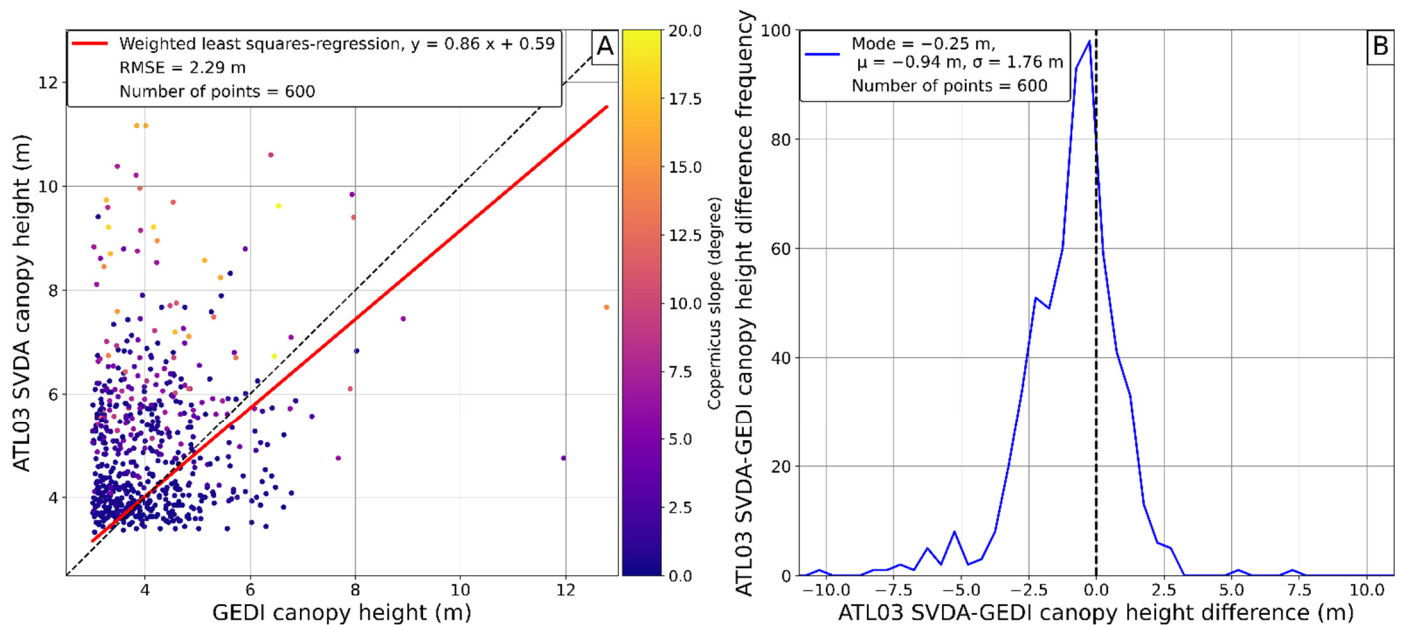 Weighted least squares-regression, y = 0.86 x + 0.59
RMSE = 2.29 m
Number of points = 600
A
12
10
8
6
4
4
6
8
10
12
ATL03 SVDA canopy height (m)
GEDI canopy height (m)
20.0
17.5
15.0
12.5
10.0
7.5
5.0
2.5
0.0
Copernicus slope (degree)
Mode = −0.25 m,
μ = −0.94 m, σ = 1.76 m
Number of points = 600
B
100
80
60
40
20
0
−10.0
−7.5
−5.0
−2.5
0.0
2.5
5.0
7.5
10.0
ATL03 SVDA-GEDI canopy height difference frequency
ATL03 SVDA-GEDI canopy height difference (m)